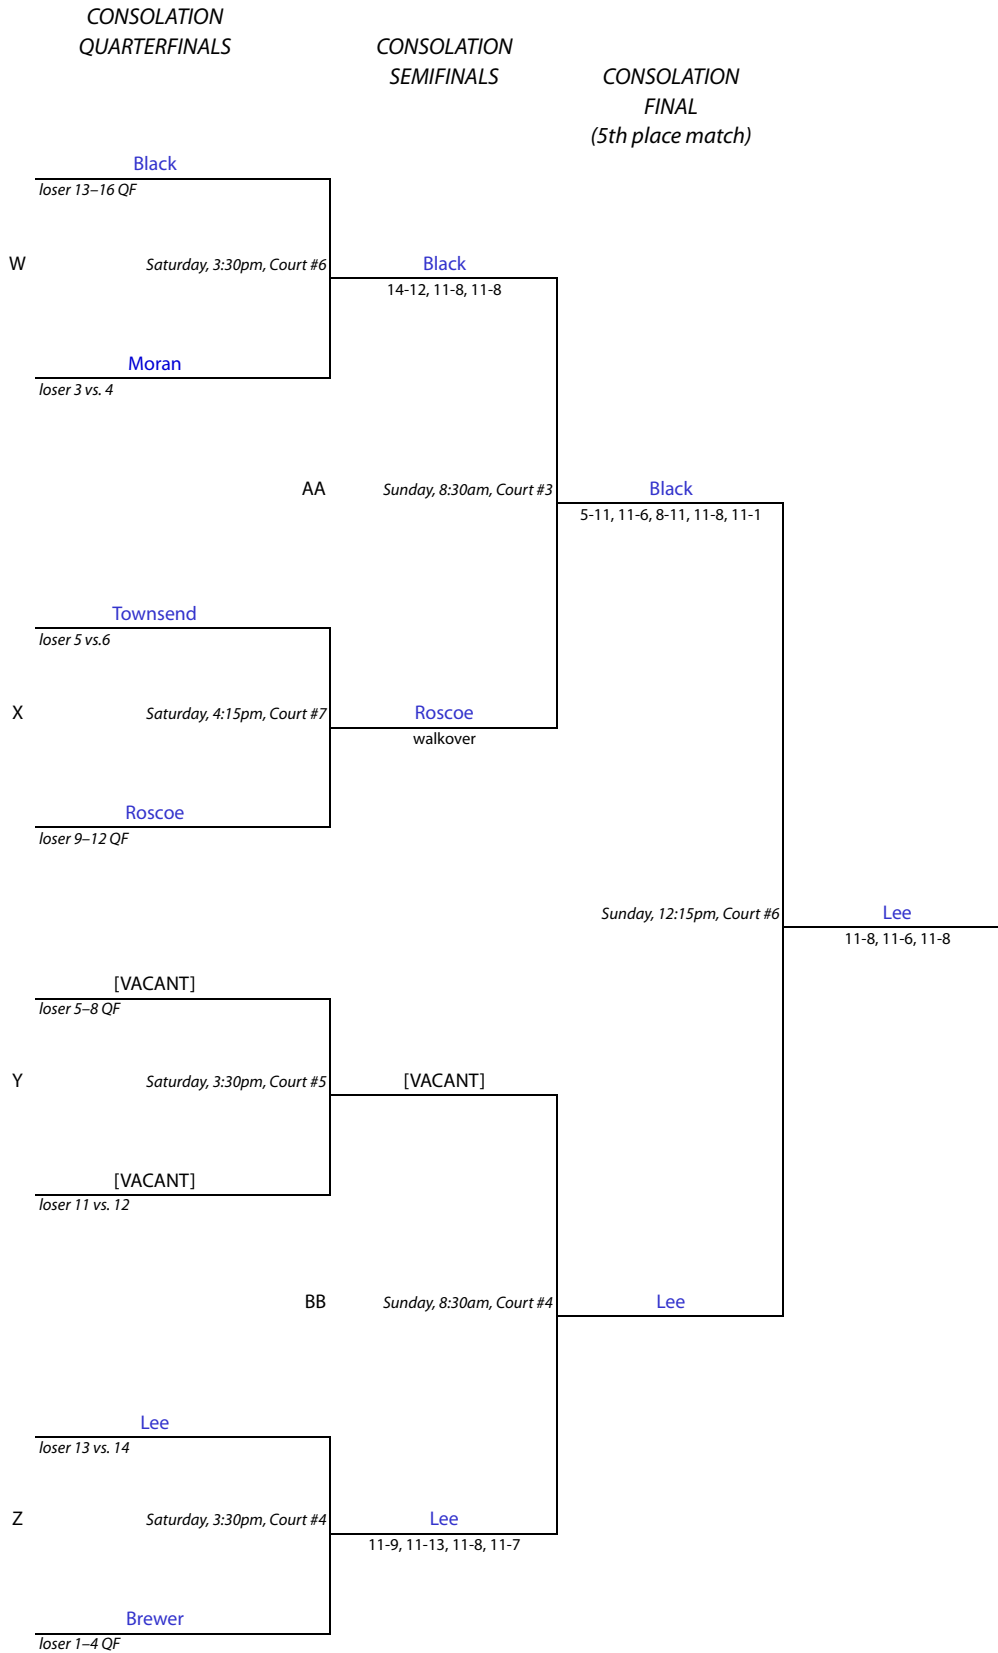 CONSOLATION
QUARTERFINALS
CONSOLATION
SEMIFINALS
CONSOLATION
FINAL
(5th place match)
Black
loser 13–16 QF
W
Saturday, 3:30pm, Court #6
Black
14-12, 11-8, 11-8
Moran
loser 3 vs. 4
AA
Sunday, 8:30am, Court #3
Black
5-11, 11-6, 8-11, 11-8, 11-1
Townsend
loser 5 vs.6
X
Saturday, 4:15pm, Court #7
Roscoe
walkover
Roscoe
loser 9–12 QF
Sunday, 12:15pm, Court #6
Lee
11-8, 11-6, 11-8
[VACANT]
loser 5–8 QF
Y
Saturday, 3:30pm, Court #5
[VACANT]
[VACANT]
loser 11 vs. 12
BB
Sunday, 8:30am, Court #4
Lee
Lee
loser 13 vs. 14
Z
Saturday, 3:30pm, Court #4
Lee
11-9, 11-13, 11-8, 11-7
Brewer
loser 1–4 QF